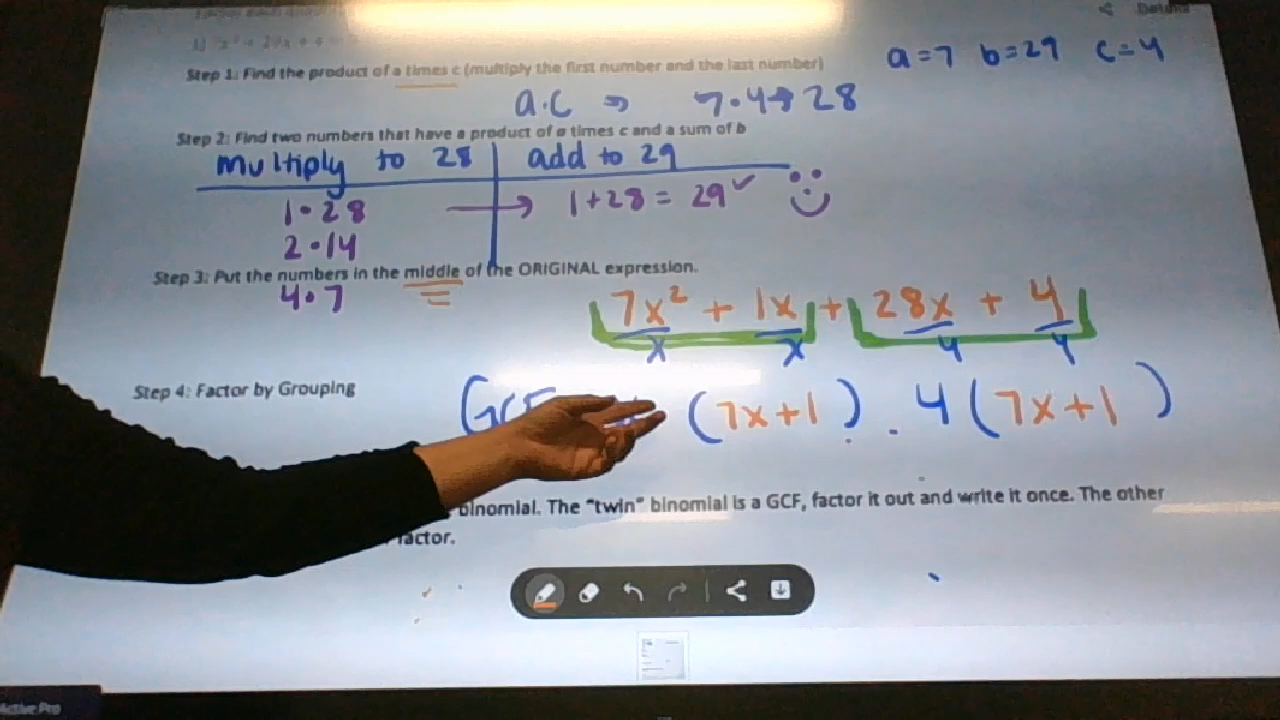 Details
Step 1: Find the product of a times c (multiply the first number and the last number)
a=7 b=29 c=4
a.c ⇒ 7•4→28
Step 2: Find two numbers that have a product of a times c and a sum of b
multiply to 28 | add to 29
1•28 → 1+28=29✓
2•14
Step 3: Put the numbers in the middle of the ORIGINAL expression.
4•7
7x² + 1x + 28x + 4
x x 4 4
Step 4: Factor by Grouping
GCF (7x+1) . 4(7x+1)
binomial. The "twin" binomial is a GCF, factor it out and write it once. The other
factor.